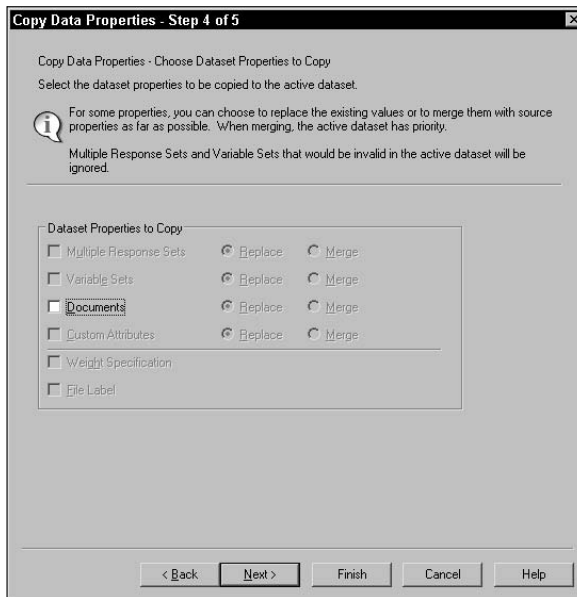 Copy Data Properties - Step 4 of 5
Copy Data Properties - Choose Dataset Properties to Copy
Select the dataset properties to be copied to the active dataset.
For some properties, you can choose to replace the existing values or to merge them with source
properties as far as possible. When merging, the active dataset has priority.
Multiple Response Sets and Variable Sets that would be invalid in the active dataset will be
ignored.
Dataset Properties to Copy
Multiple Response Sets Replace Merge
Variable Sets Replace Merge
Documents Replace Merge
Custom Attributes Replace Merge
Weight Specification
File Label
< Back Next > Finish Cancel Help